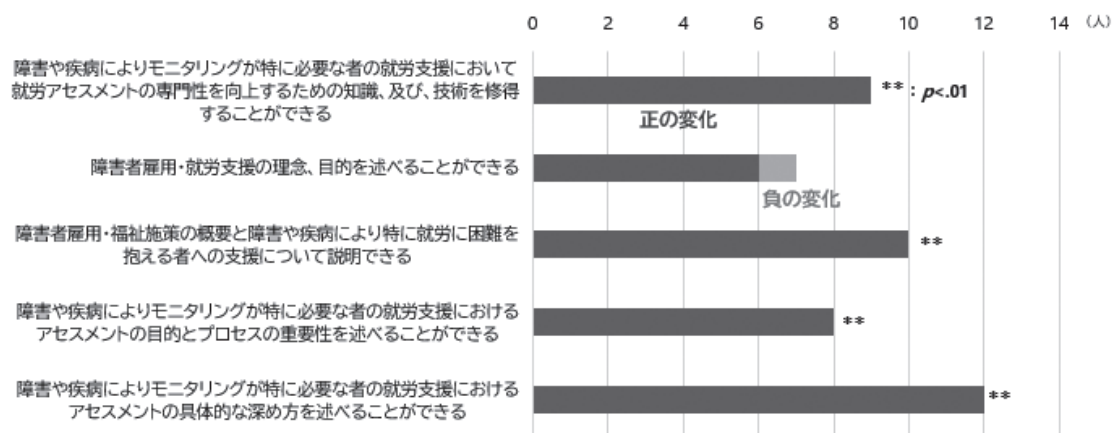 0 2 4 6 8 10 12 14 (人)
障害や疾病によりモニタリングが特に必要な者の就労支援において
就労アセスメントの専門性を向上するための知識、及び、技術を修得
することができる
**：p<.01
正の変化
障害者雇用・就労支援の理念、目的を述べることができる
負の変化
障害者雇用・福祉施策の概要と障害や疾病により特に就労に困難を
抱える者への支援について説明できる
**
障害や疾病によりモニタリングが特に必要な者の就労支援における
アセスメントの目的とプロセスの重要性を述べることができる
**
障害や疾病によりモニタリングが特に必要な者の就労支援における
アセスメントの具体的な深め方を述べることができる
**